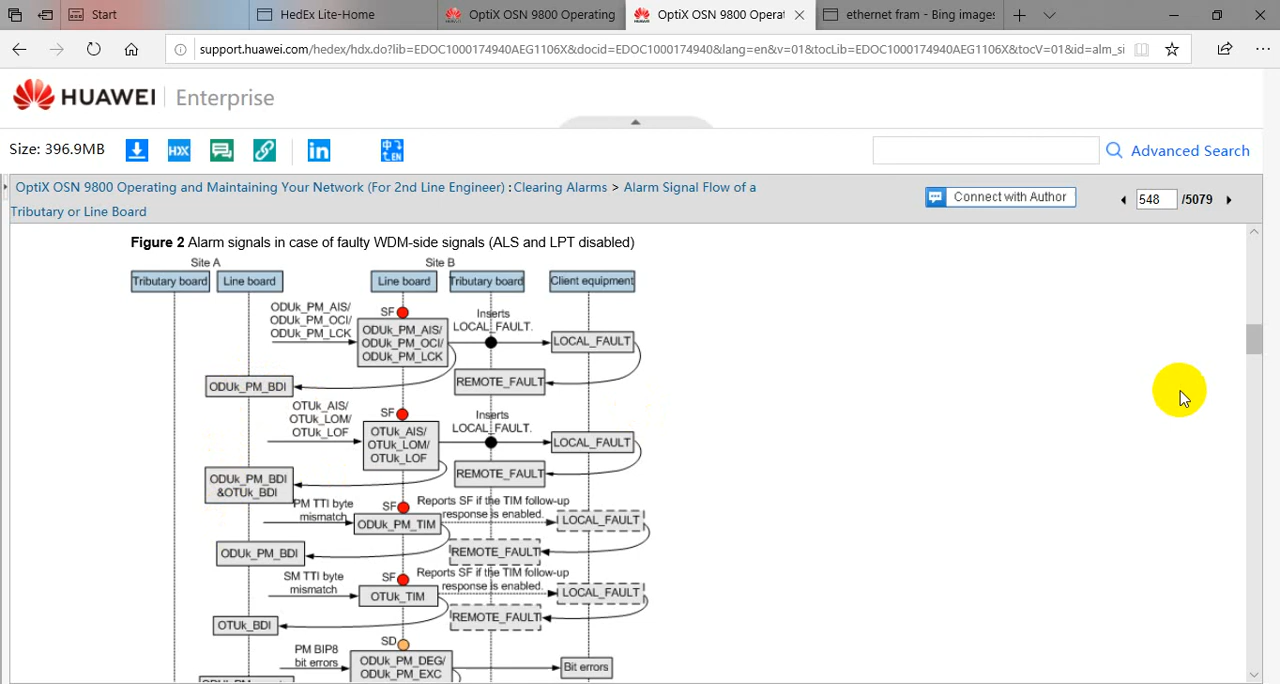 Start
HedEx Lite-Home
OptiX OSN 9800 Operating
OptiX OSN 9800 Operat
ethernet fram - Bing images
support.huawei.com/hedex/hdx.do?lib=EDOC1000174940AEG1106X&docid=EDOC1000174940&lang=en&v=01&tocLib=EDOC1000174940AEG1106X&tocV=01&id=alm_si
HUAWEI Enterprise
Size: 396.9MB
HDX
in
中
EN
Advanced Search
OptiX OSN 9800 Operating and Maintaining Your Network (For 2nd Line Engineer) : Clearing Alarms > Alarm Signal Flow of a
Tributary or Line Board
Connect with Author
548 /5079
Figure 2 Alarm signals in case of faulty WDM-side signals (ALS and LPT disabled)
Site A
Site B
Tributary board
Line board
Line board
Tributary board
Client equipment
ODUk_PM_AIS/
ODUk_PM_OCI/
ODUk_PM_LCK
SF
ODUk_PM_AIS/
ODUk_PM_OCI/
ODUk_PM_LCK
Inserts
LOCAL_FAULT.
LOCAL_FAULT
ODUk_PM_BDI
REMOTE_FAULT
OTUk_AIS/
OTUk_LOM/
OTUk_LOF
SF
OTUk_AIS/
OTUk_LOM/
OTUk_LOF
Inserts
LOCAL_FAULT.
LOCAL_FAULT
REMOTE_FAULT
ODUk_PM_BDI
&OTUk_BDI
PM TTI byte
mismatch
SF
ODUk_PM_TIM
Reports SF if the TIM follow-up
response is enabled.
LOCAL_FAULT
ODUk_PM_BDI
REMOTE_FAULT
SM TTI byte
mismatch
SF
OTUk_TIM
Reports SF if the TIM follow-up
response is enabled.
LOCAL_FAULT
REMOTE_FAULT
OTUk_BDI
SD
PM BIP8
bit errors
ODUk_PM_DEG/
ODUk_PM_EXC
Bit errors